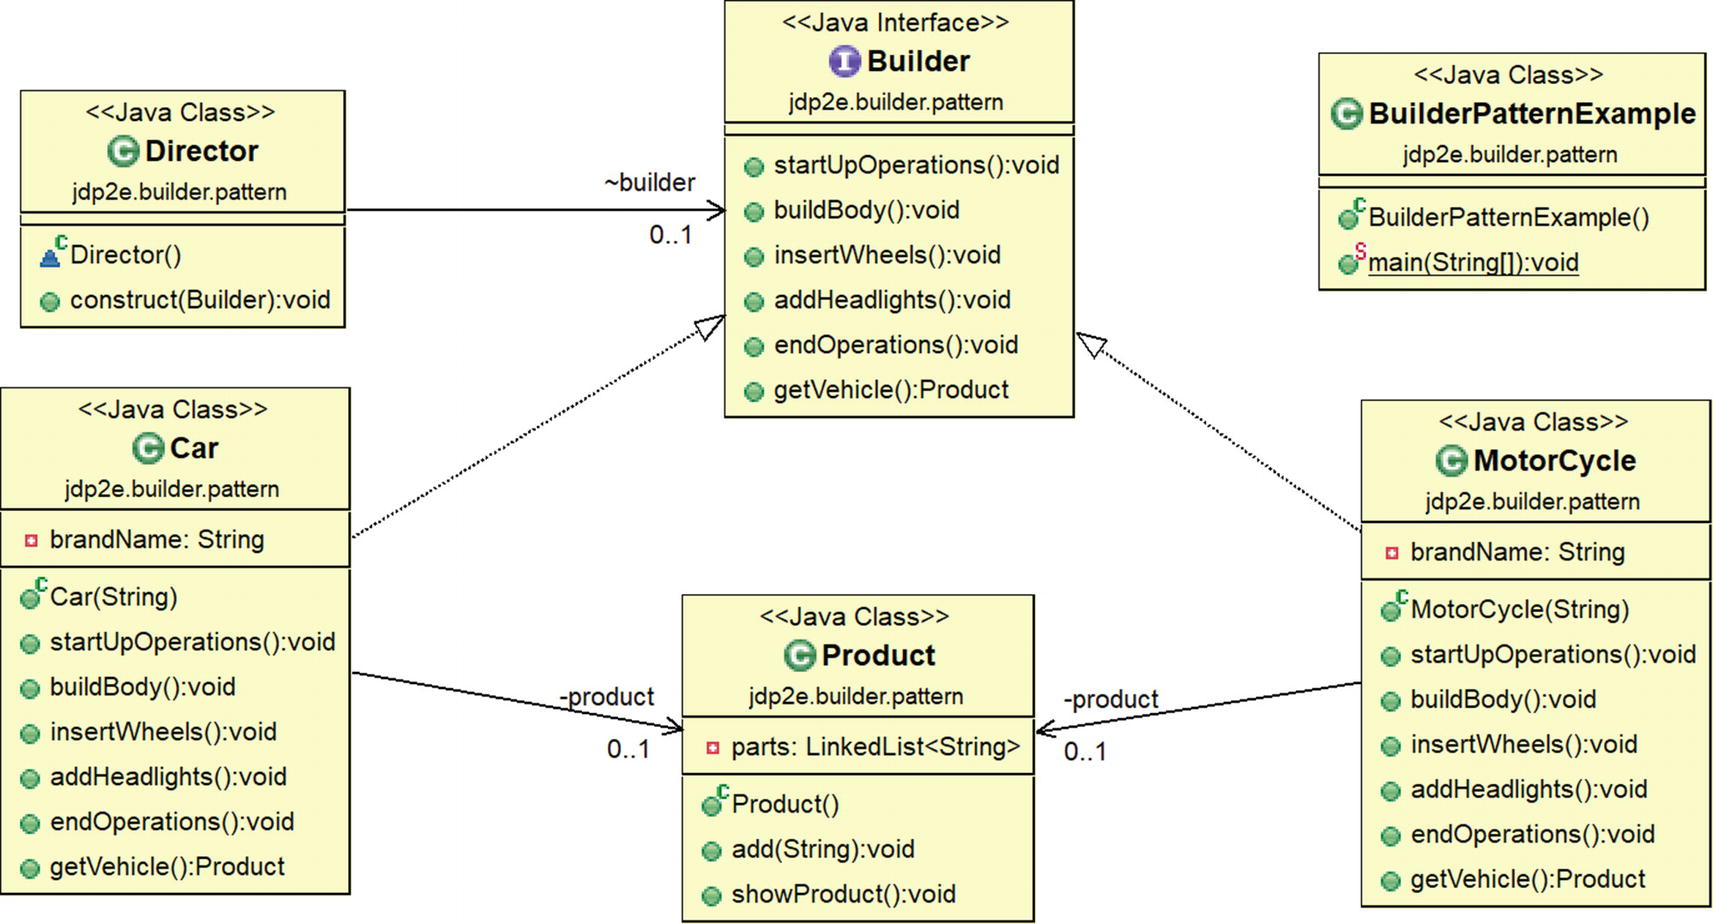 <<Java Class>>
Director
jdp2e.builder.pattern
Director()
construct(Builder):void
~builder
0..1
<<Java Interface>>
Builder
jdp2e.builder.pattern
startUpOperations():void
buildBody():void
insertWheels():void
addHeadlights():void
endOperations():void
getVehicle():Product
<<Java Class>>
BuilderPatternExample
jdp2e.builder.pattern
BuilderPatternExample()
main(String[]):void
<<Java Class>>
Car
jdp2e.builder.pattern
brandName: String
Car(String)
startUpOperations():void
buildBody():void
insertWheels():void
addHeadlights():void
endOperations():void
getVehicle():Product
-product
0..1
<<Java Class>>
Product
jdp2e.builder.pattern
parts: LinkedList<String>
Product()
add(String):void
showProduct():void
-product
0..1
<<Java Class>>
MotorCycle
jdp2e.builder.pattern
brandName: String
MotorCycle(String)
startUpOperations():void
buildBody():void
insertWheels():void
addHeadlights():void
endOperations():void
getVehicle():Product